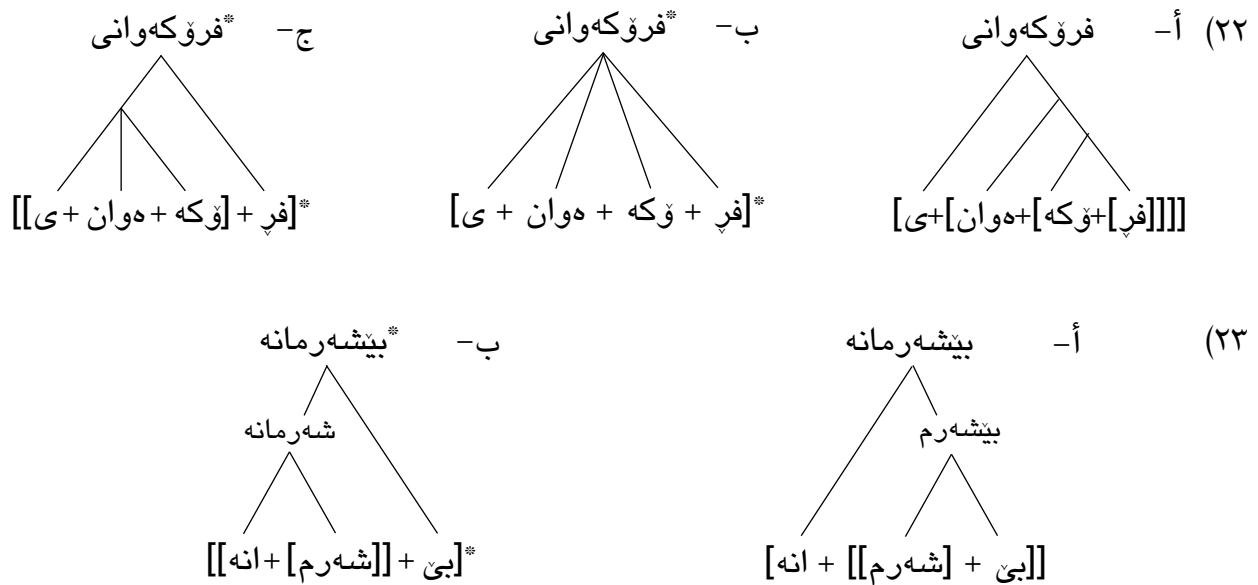 ٢٢) أ- فرۆکەوانی ب- *فرۆکەوانی ج- *فرۆکەوانی
[[[[فڕ]+ۆکە]+ەوان]+ی] *[فڕ + ۆکە + ەوان + ی] *[فڕ + [ۆکە + ەوان + ی]]
٢٣) أ- بێشەرمانە ب- *بێشەرمانە
بێشەرم شەرمانە
[[بێ + [شەرم]] + انە] *[بێ + [[شەرم]+انە]]